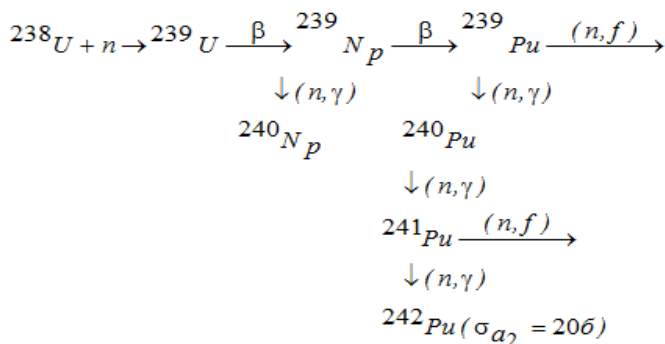 ²³⁸U + n → ²³⁹U —β→ ²³⁹Np —β→ ²³⁹Pu —(n,f)→
↓(n,γ) ↓(n,γ)
²⁴⁰Np ²⁴⁰Pu
↓(n,γ)
²⁴¹Pu —(n,f)→
↓(n,γ)
²⁴²Pu(σₐ₂ = 20б)